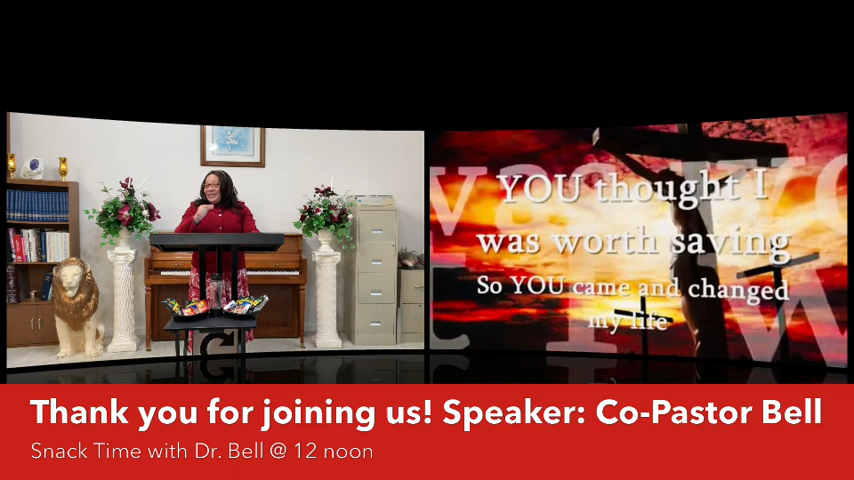 YOU thought I
was worth saving
So YOU came and changed
my life
Thank you for joining us! Speaker: Co-Pastor Bell
Snack Time with Dr. Bell @ 12 noon